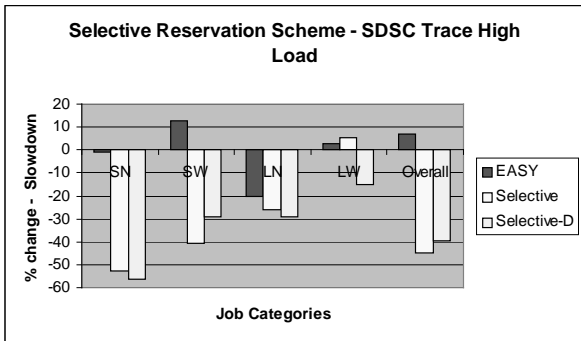 Selective Reservation Scheme - SDSC Trace High
Load
% change - Slowdown
20
10
0
-10
-20
-30
-40
-50
-60
SN SW LN LW Overall
Job Categories
EASY
Selective
Selective-D